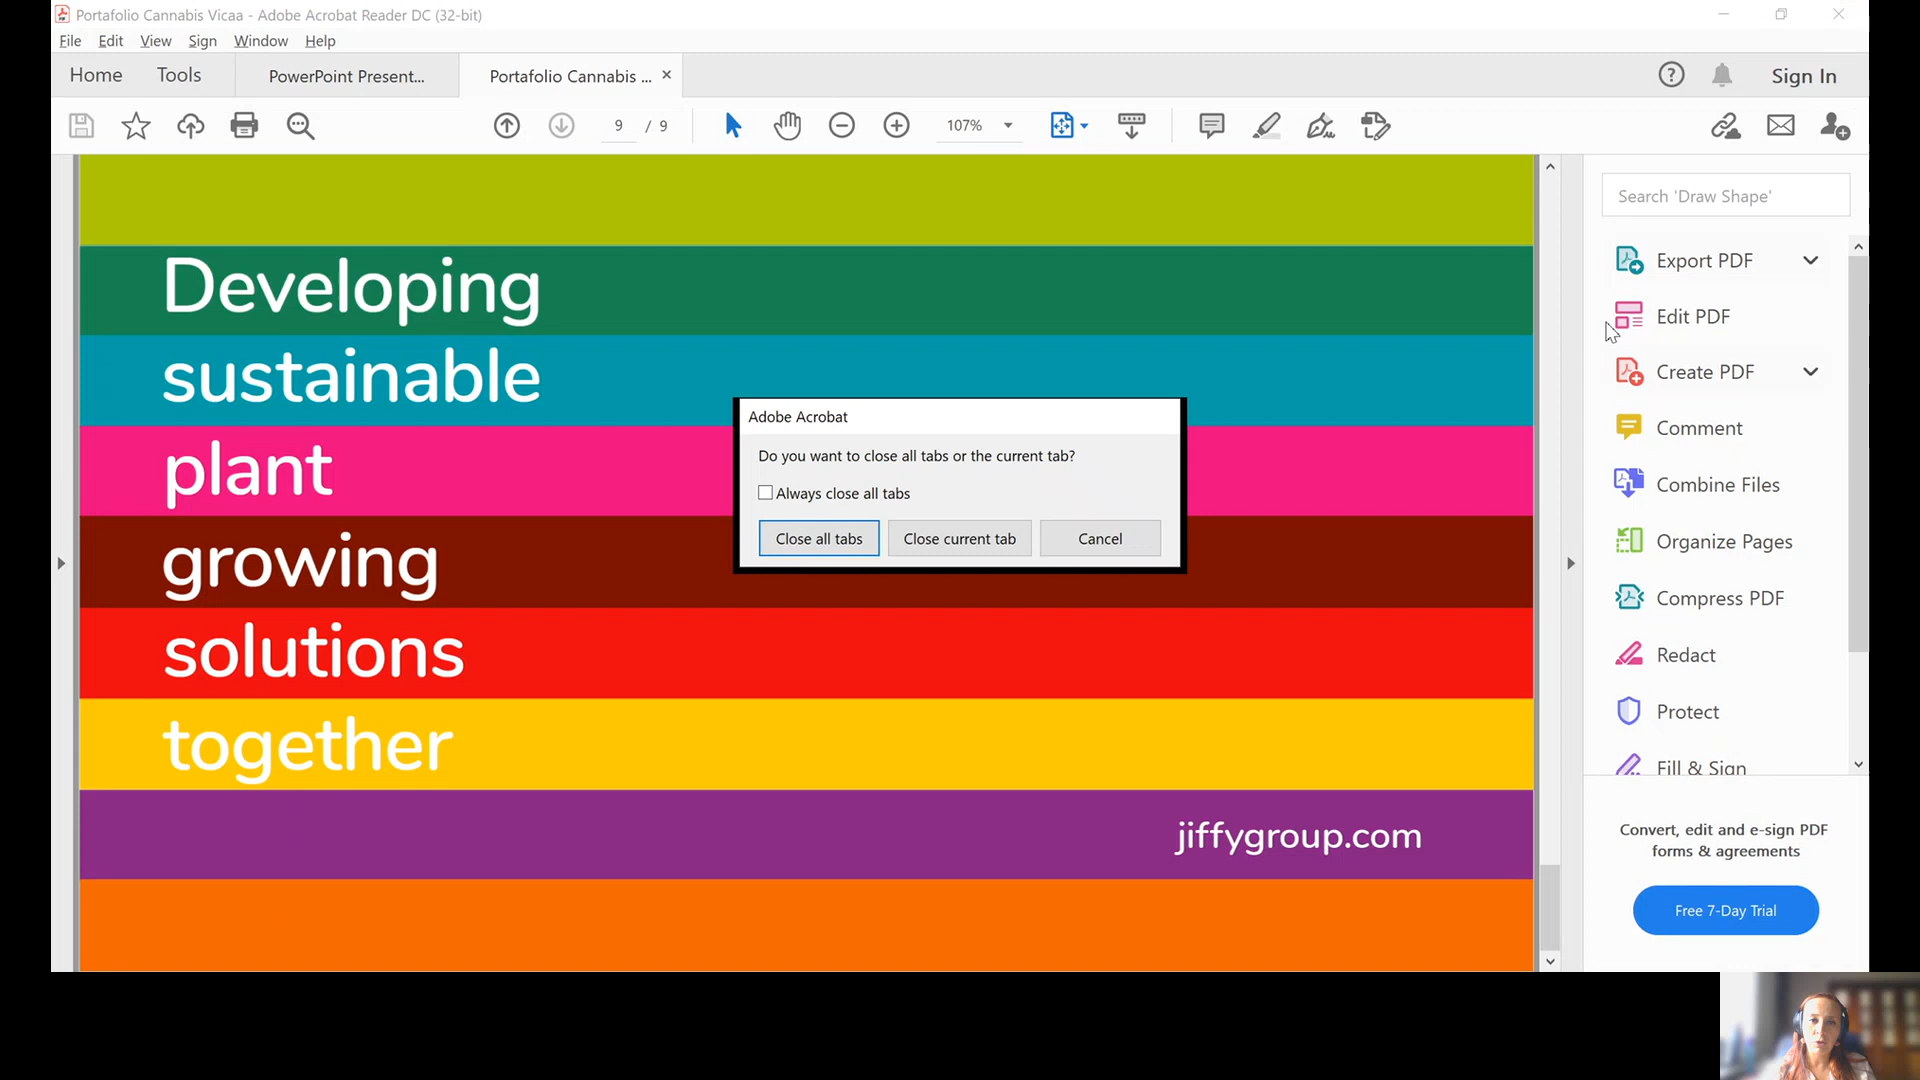 Portafolio Cannabis Vicaa - Adobe Acrobat Reader DC (32-bit)
File Edit View Sign Window Help
Home Tools PowerPoint Present... Portafolio Cannabis ... Sign In
9 / 9 107%
Search 'Draw Shape'
Export PDF
Edit PDF
Create PDF
Comment
Combine Files
Organize Pages
Compress PDF
Redact
Protect
Fill & Sign
Convert, edit and e-sign PDF
forms & agreements
Free 7-Day Trial
Developing
sustainable
plant
growing
solutions
together
jiffygroup.com
Adobe Acrobat
Do you want to close all tabs or the current tab?
Always close all tabs
Close all tabs Close current tab Cancel